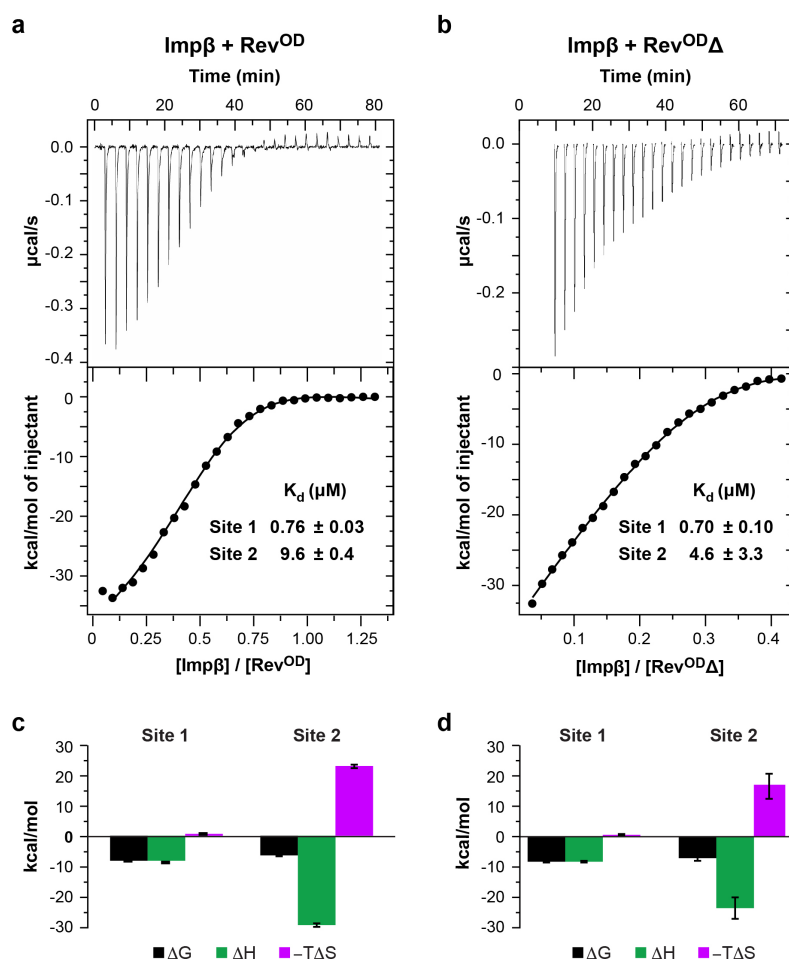 a
Impβ + Rev^OD
Time (min)
0 20 40 60 80
0.0
-0.1
-0.2
-0.3
-0.4
µcal/s
0
-10
-20
-30
kcal/mol of injectant
K_d (µM)
Site 1 0.76 ± 0.03
Site 2 9.6 ± 0.4
0 0.25 0.5 0.75 1.00 1.25
[Impβ] / [Rev^OD]
b
Impβ + Rev^ODΔ
Time (min)
0 20 40 60
0.0
-0.1
-0.2
µcal/s
0
-10
-20
-30
kcal/mol of injectant
K_d (µM)
Site 1 0.70 ± 0.10
Site 2 4.6 ± 3.3
0.1 0.2 0.3 0.4
[Impβ] / [Rev^ODΔ]
c
Site 1 Site 2
30
20
10
0
-10
-20
-30
kcal/mol
ΔG ΔH –TΔS
d
Site 1 Site 2
30
20
10
0
-10
-20
-30
kcal/mol
ΔG ΔH –TΔS